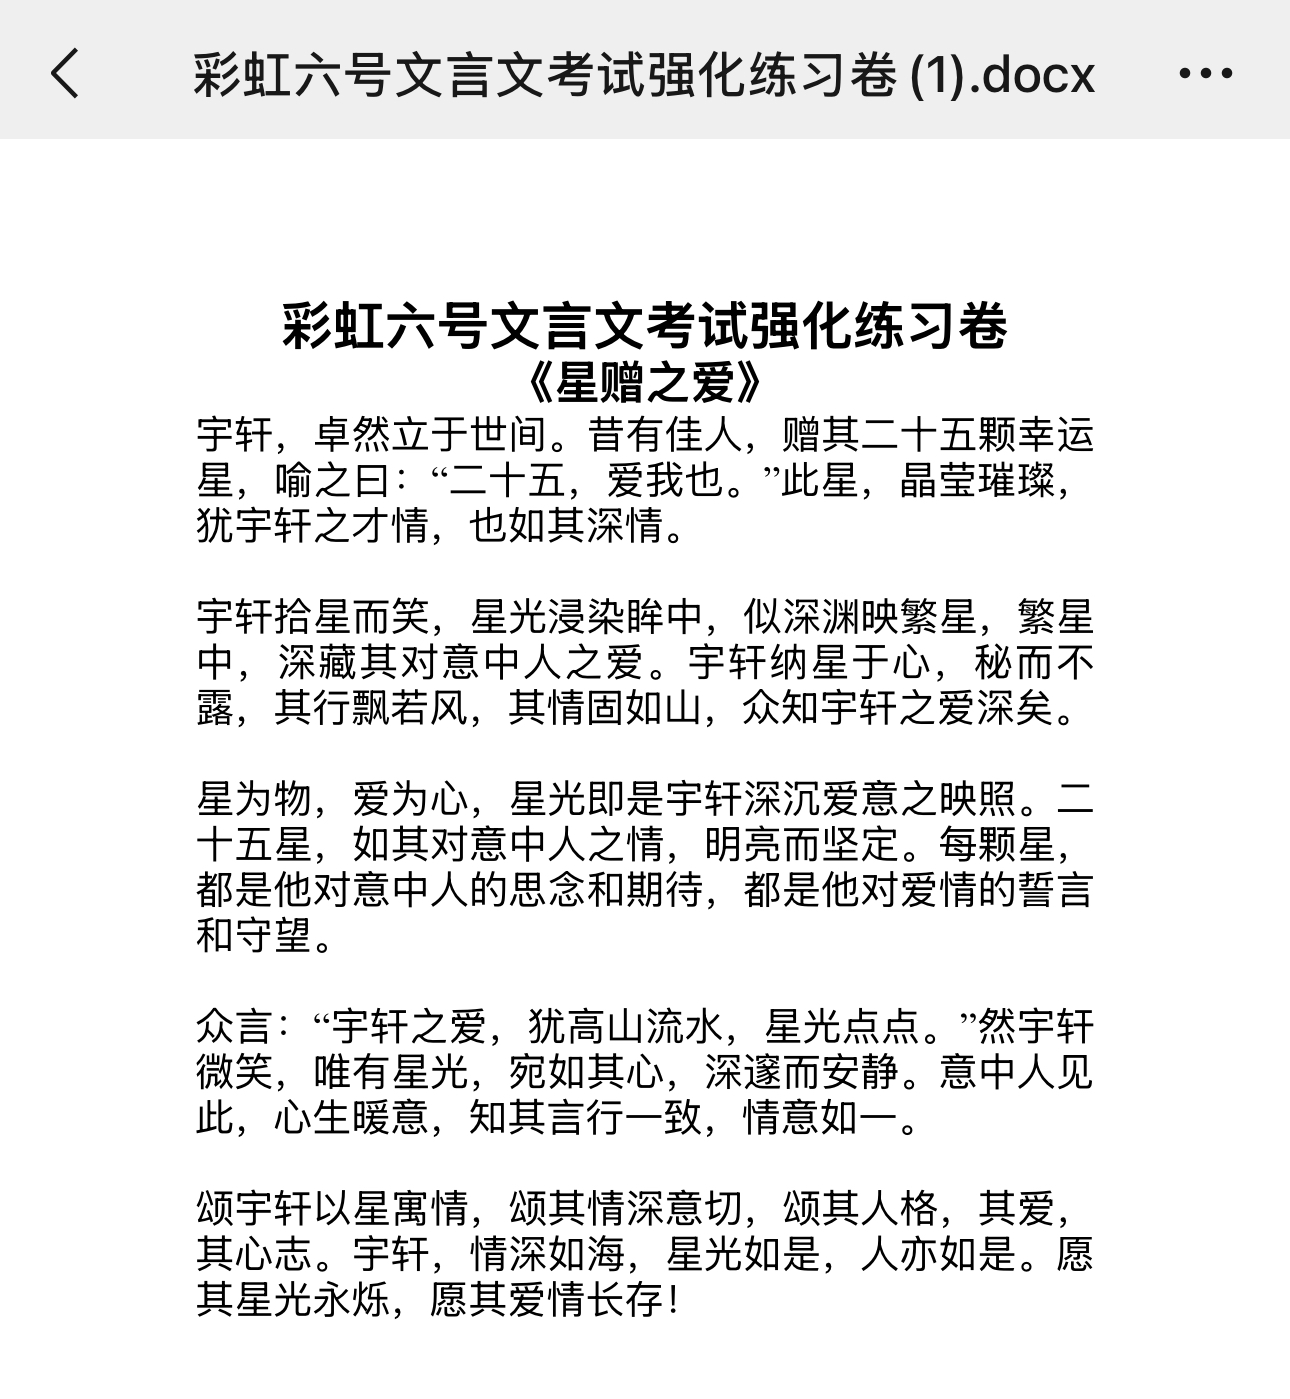 彩虹六号文言文考试强化练习卷 (1).docx
彩虹六号文言文考试强化练习卷
《星赠之爱》
宇轩，卓然立于世间。昔有佳人，赠其二十五颗幸运
星，喻之曰：“二十五，爱我也。”此星，晶莹璀璨，
犹宇轩之才情，也如其深情。
宇轩拾星而笑，星光浸染眸中，似深渊映繁星，繁星
中，深藏其对意中人之爱。宇轩纳星于心，秘而不
露，其行飘若风，其情固如山，众知宇轩之爱深矣。
星为物，爱为心，星光即是宇轩深沉爱意之映照。二
十五星，如其对意中人之情，明亮而坚定。每颗星，
都是他对意中人的思念和期待，都是他对爱情的誓言
和守望。
众言：“宇轩之爱，犹高山流水，星光点点。”然宇轩
微笑，唯有星光，宛如其心，深邃而安静。意中人见
此，心生暖意，知其言行一致，情意如一。
颂宇轩以星寓情，颂其情深意切，颂其人格，其爱，
其心志。宇轩，情深如海，星光如是，人亦如是。愿
其星光永烁，愿其爱情长存！